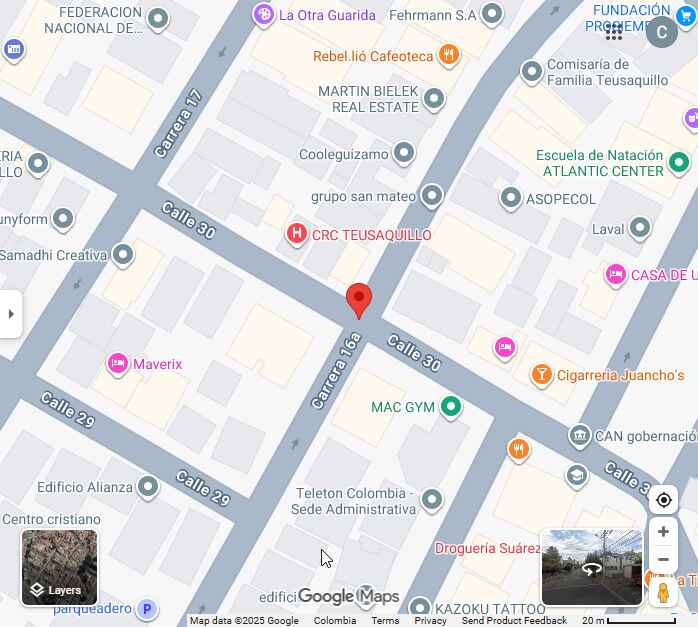 FEDERACION
NACIONAL DE...
La Otra Guarida
Fehrmann S.A
FUNDACIÓN
C
Rebel.lió Cafeoteca
Comisaría de
Familia Teusaquillo
MARTIN BIELEK
REAL ESTATE
Carrera 17
Cooleguizamo
Escuela de Natación
ATLANTIC CENTER
RIA
LLO
grupo san mateo
ASOPECOL
unyform
Calle 30
H
CRC TEUSAQUILLO
Laval
Samadhi Creativa
CASA DE U
Maverix
Carrera 16a
Calle 30
Cigarreria Juancho's
Calle 29
MAC GYM
CAN gobernació
Calle 3
Edificio Alianza
Calle 29
Teleton Colombia -
Sede Administrativa
Centro cristiano
Droguería Suárez
Layers
edifici
Google Maps
parqueadero
P
KAZOKU TATTOO
a Ti
Map data ©2025 Google
Colombia
Terms
Privacy
Send Product Feedback
20 m